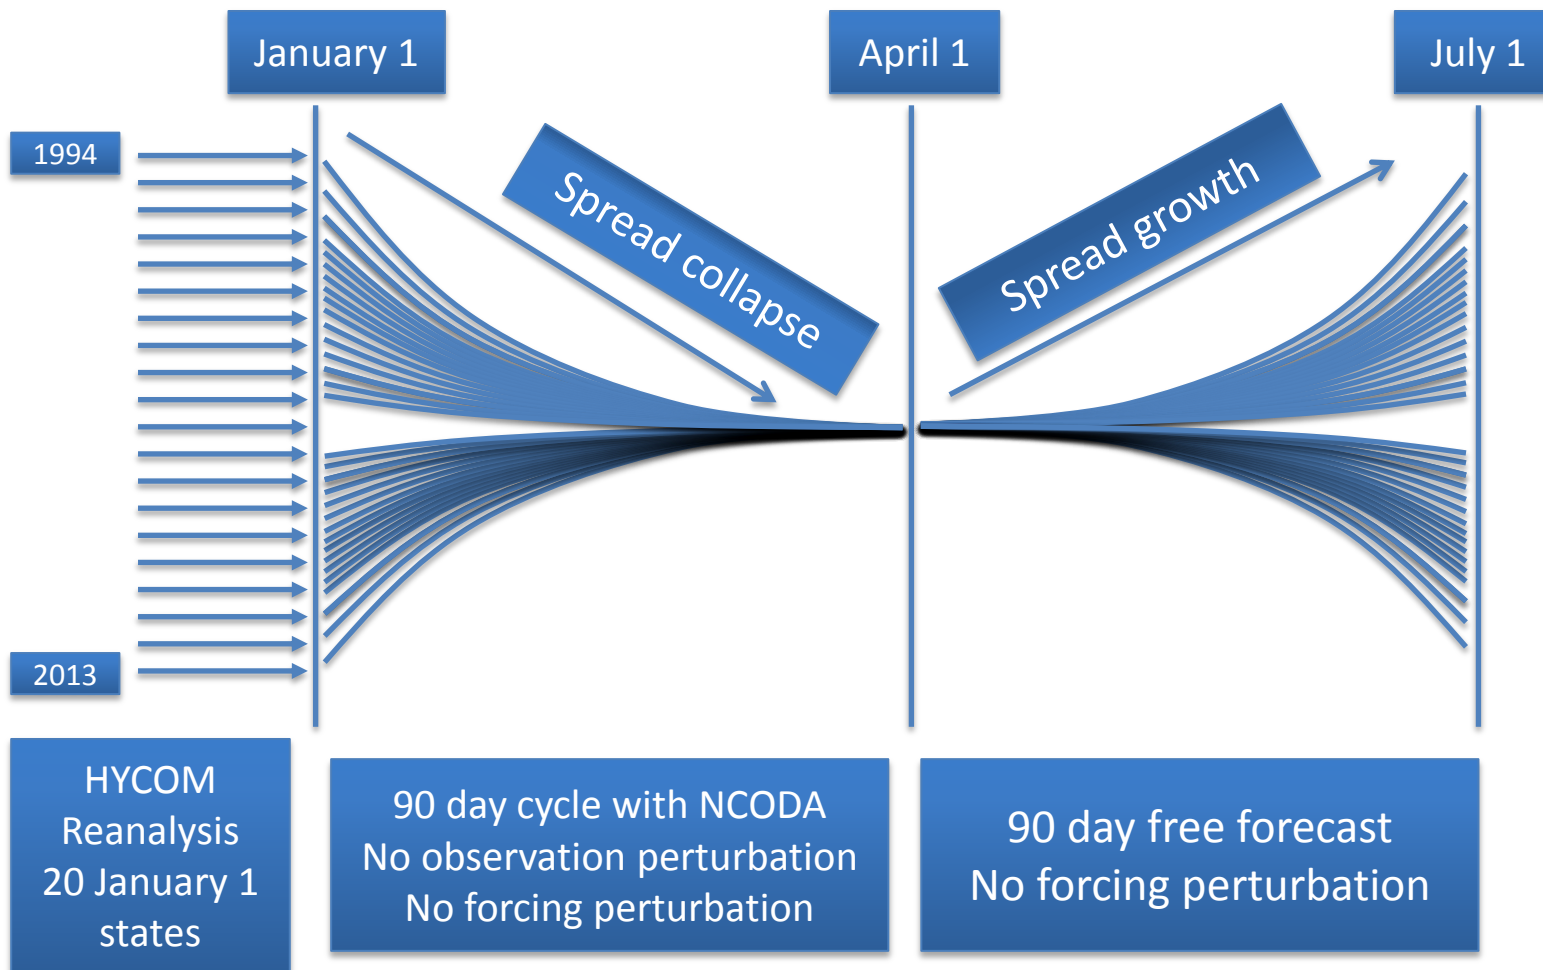 January 1
April 1
July 1
1994
Spread collapse
Spread growth
2013
HYCOM
Reanalysis
20 January 1
states
90 day cycle with NCODA
No observation perturbation
No forcing perturbation
90 day free forecast
No forcing perturbation